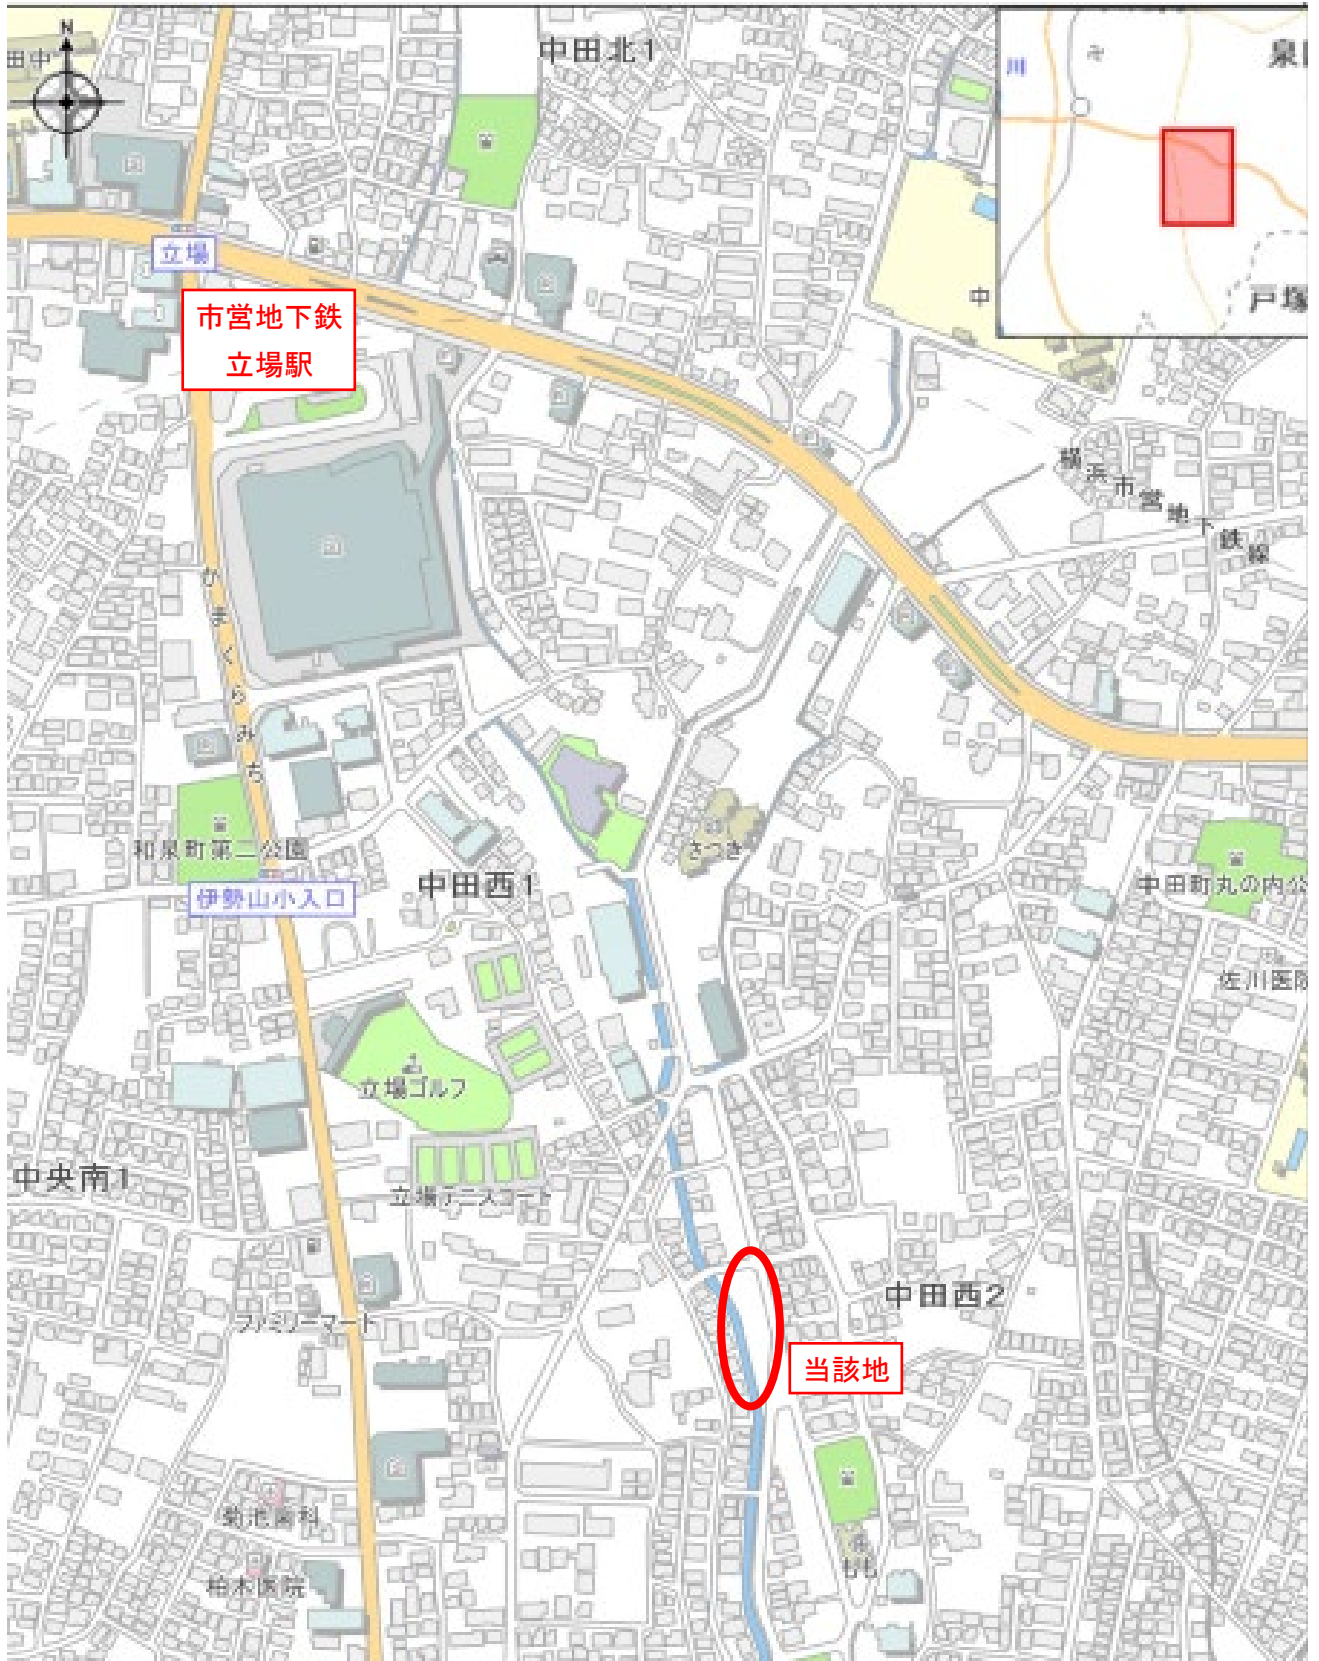 N
田中
中田北1
川
泉
戸塚
立場
市営地下鉄
立場駅
中
横浜市営地下鉄線
かまくらみち
和泉町第二公園
さつき
伊勢山小入口
中田西1
中田町丸の内公
佐川医院
立場ゴルフ
中央南1
立場テニスコート
中田西2
ファミリーマート
当該地
菊池歯科
柏木医院
もも